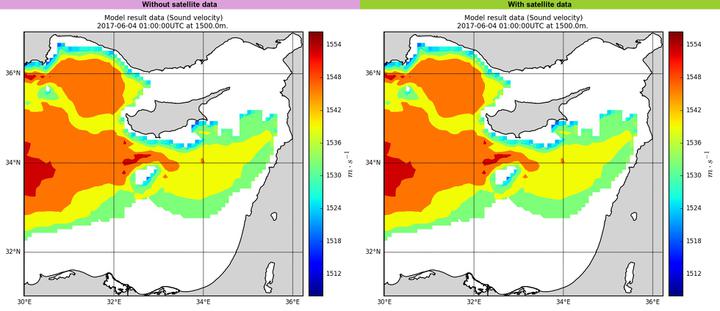 Without satellite data
Model result data (Sound velocity)
2017-06-04 01:00:00UTC at 1500.0m.
36°N
34°N
32°N
30°E
32°E
34°E
36°E
1554
1548
1542
1536
1530
1524
1518
1512
m · s⁻¹
With satellite data
Model result data (Sound velocity)
2017-06-04 01:00:00UTC at 1500.0m.
36°N
34°N
32°N
30°E
32°E
34°E
36°E
1554
1548
1542
1536
1530
1524
1518
1512
m · s⁻¹